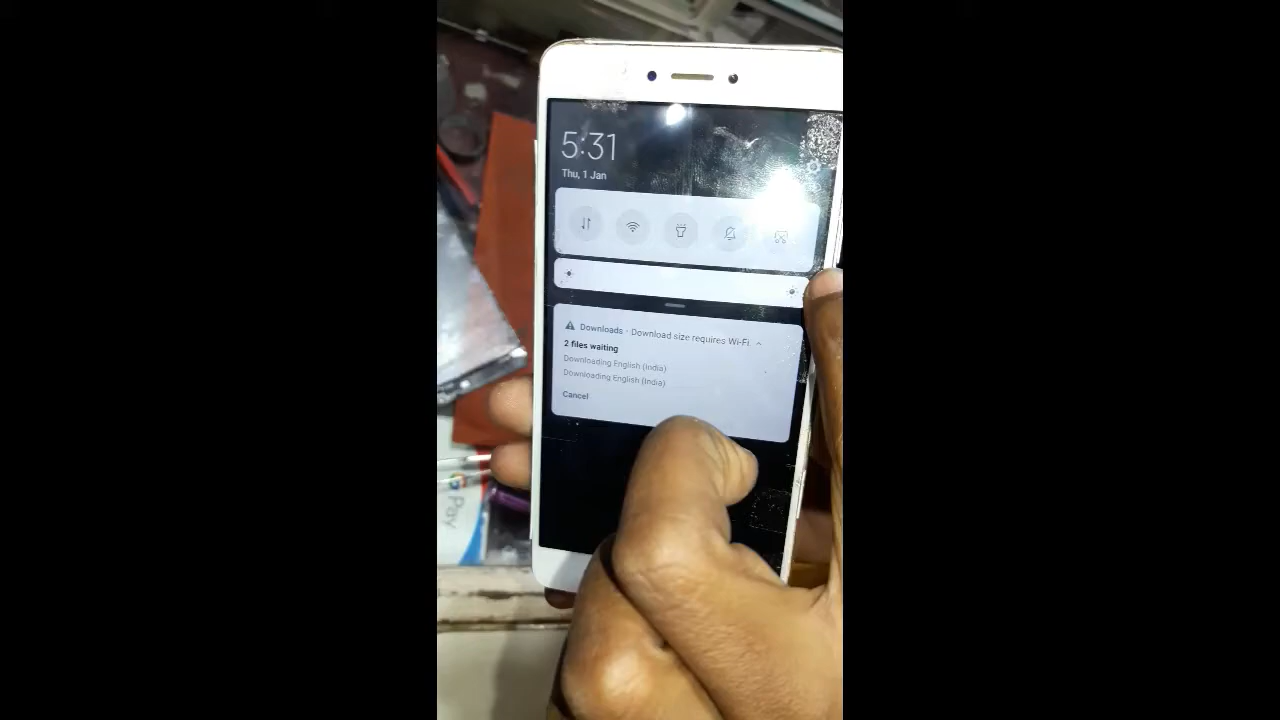 5:31
Thu, 1 Jan
Downloads · Download size requires Wi-Fi
2 files waiting
Downloading English (India)
Downloading English (India)
Cancel
Pay